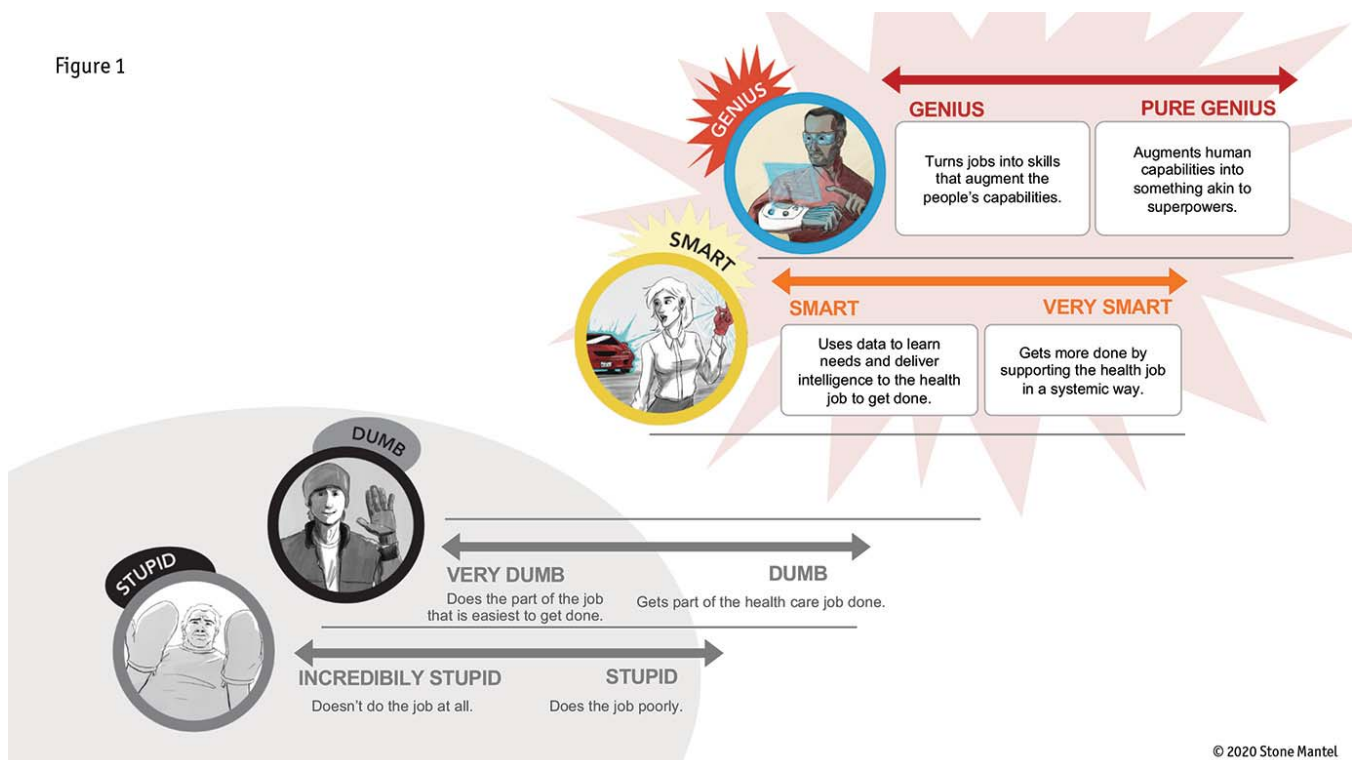 Figure 1
GENIUS
GENIUS
PURE GENIUS
Turns jobs into skills
that augment the
people's capabilities.
Augments human
capabilities into
something akin to
superpowers.
SMART
SMART
VERY SMART
Uses data to learn
needs and deliver
intelligence to the health
job to get done.
Gets more done by
supporting the health job
in a systemic way.
DUMB
VERY DUMB
DUMB
Does the part of the job
that is easiest to get done.
Gets part of the health care job done.
STUPID
INCREDIBILY STUPID
STUPID
Doesn't do the job at all.
Does the job poorly.
© 2020 Stone Mantel